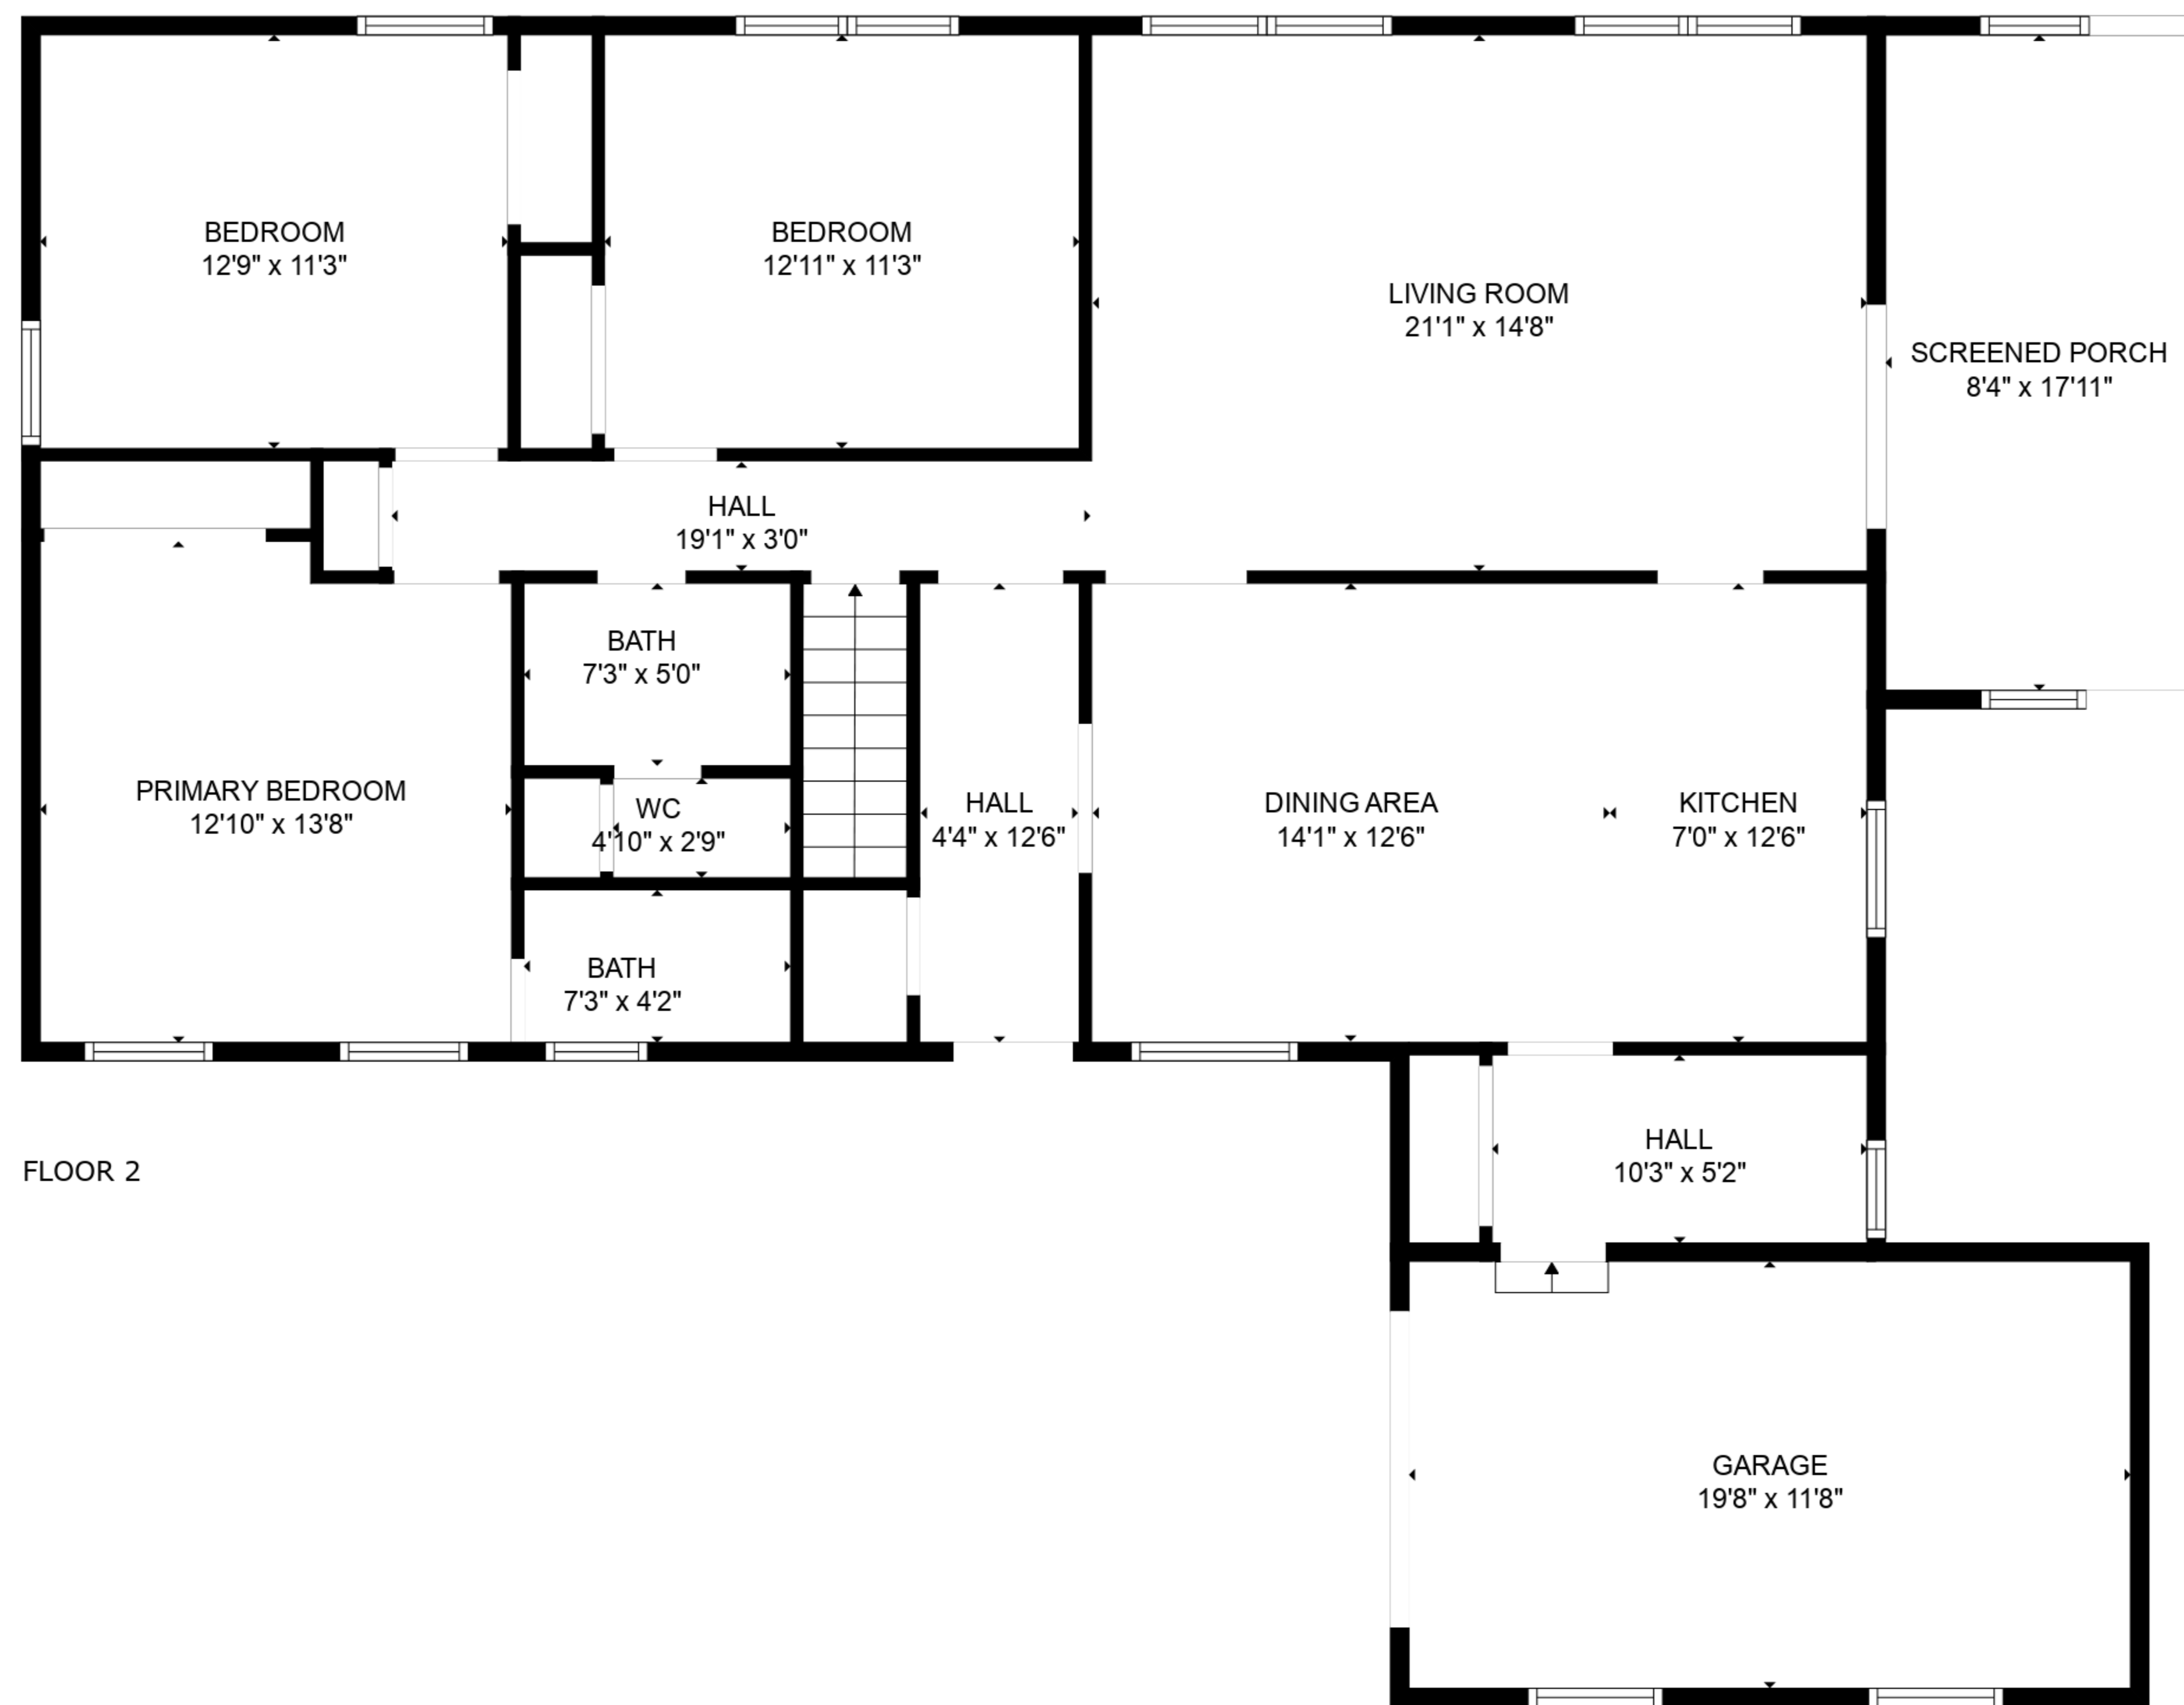 BEDROOM
12'9" x 11'3"
BEDROOM
12'11" x 11'3"
LIVING ROOM
21'1" x 14'8"
SCREENED PORCH
8'4" x 17'11"
HALL
19'1" x 3'0"
BATH
7'3" x 5'0"
PRIMARY BEDROOM
12'10" x 13'8"
WC
4'10" x 2'9"
HALL
4'4" x 12'6"
DINING AREA
14'1" x 12'6"
KITCHEN
7'0" x 12'6"
BATH
7'3" x 4'2"
HALL
10'3" x 5'2"
FLOOR 2
GARAGE
19'8" x 11'8"